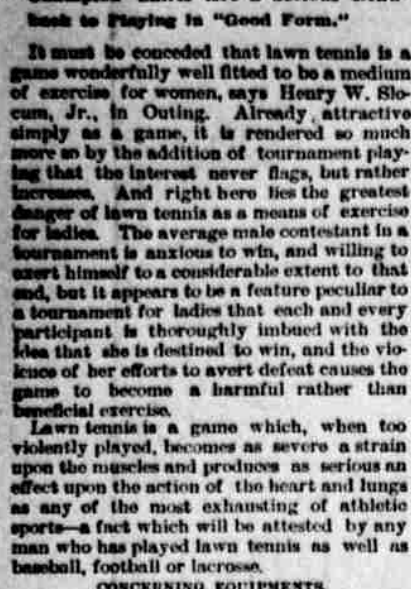 back to Playing in "Good Form."
It must be conceded that lawn tennis is a
game wonderfully well fitted to be a medium
of exercise for women, says Henry W. Slo-
cum, Jr., in Outing. Already attractive
simply as a game, it is rendered so much
more so by the addition of tournament play-
ing that the interest never flags, but rather
increases. And right here lies the greatest
danger of lawn tennis as a means of exercise
for ladies. The average male contestant in a
tournament is anxious to win, and willing to
exert himself to a considerable extent to that
end, but it appears to be a feature peculiar to
a tournament for ladies that each and every
participant is thoroughly imbued with the
idea that she is destined to win, and the vio-
lence of her efforts to avert defeat causes the
game to become a harmful rather than
beneficial exercise.
Lawn tennis is a game which, when too
violently played, becomes as severe a strain
upon the muscles and produces as serious an
effect upon the action of the heart and lungs
as any of the most exhausting of athletic
sports—a fact which will be attested by any
man who has played lawn tennis as well as
baseball, football or lacrosse.
CONCERNING EQUIPMENTS.